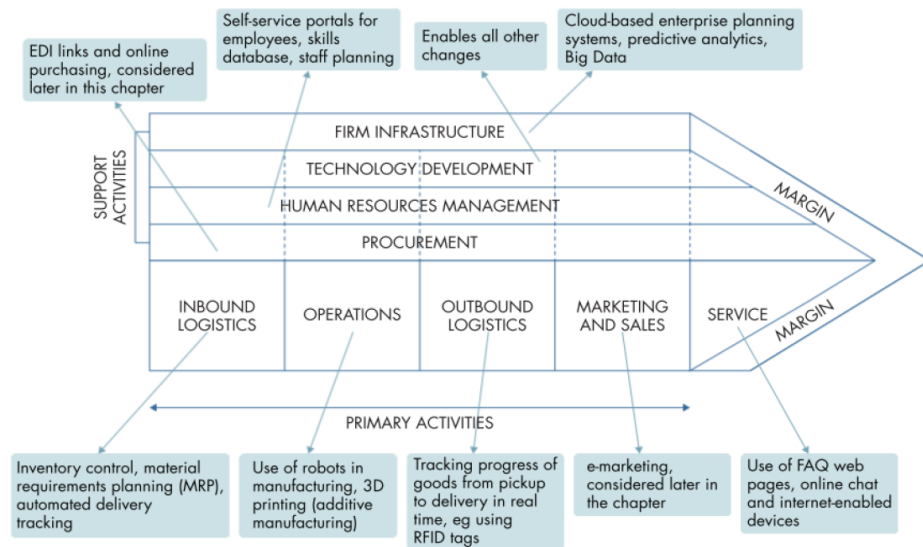 EDI links and online
purchasing, considered
later in this chapter
Self-service portals for
employees, skills
database, staff planning
Enables all other
changes
Cloud-based enterprise planning
systems, predictive analytics,
Big Data
SUPPORT
ACTIVITIES
FIRM INFRASTRUCTURE
TECHNOLOGY DEVELOPMENT
HUMAN RESOURCES MANAGEMENT
PROCUREMENT
MARGIN
INBOUND
LOGISTICS
OPERATIONS
OUTBOUND
LOGISTICS
MARKETING
AND SALES
SERVICE
MARGIN
PRIMARY ACTIVITIES
Inventory control, material
requirements planning (MRP),
automated delivery
tracking
Use of robots in
manufacturing, 3D
printing (additive
manufacturing)
Tracking progress of
goods from pickup
to delivery in real
time, eg using
RFID tags
e-marketing,
considered later in
the chapter
Use of FAQ web
pages, online chat
and internet-enabled
devices